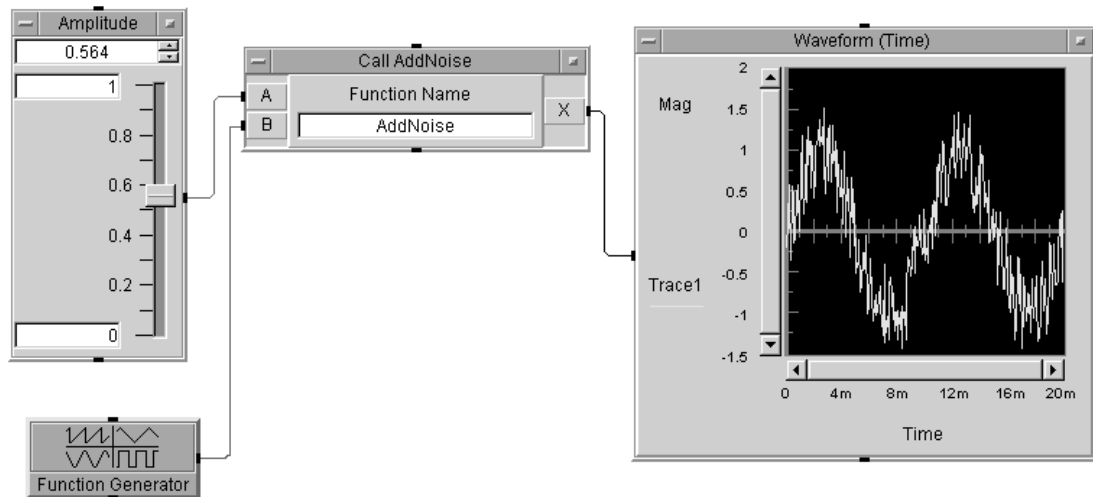 Amplitude
0.564
1
0.8
0.6
0.4
0.2
0
Call AddNoise
A
B
Function Name
AddNoise
X
Function Generator
Waveform (Time)
Mag
Trace1
2
1.5
1
0.5
0
-0.5
-1
-1.5
0 4m 8m 12m 16m 20m
Time